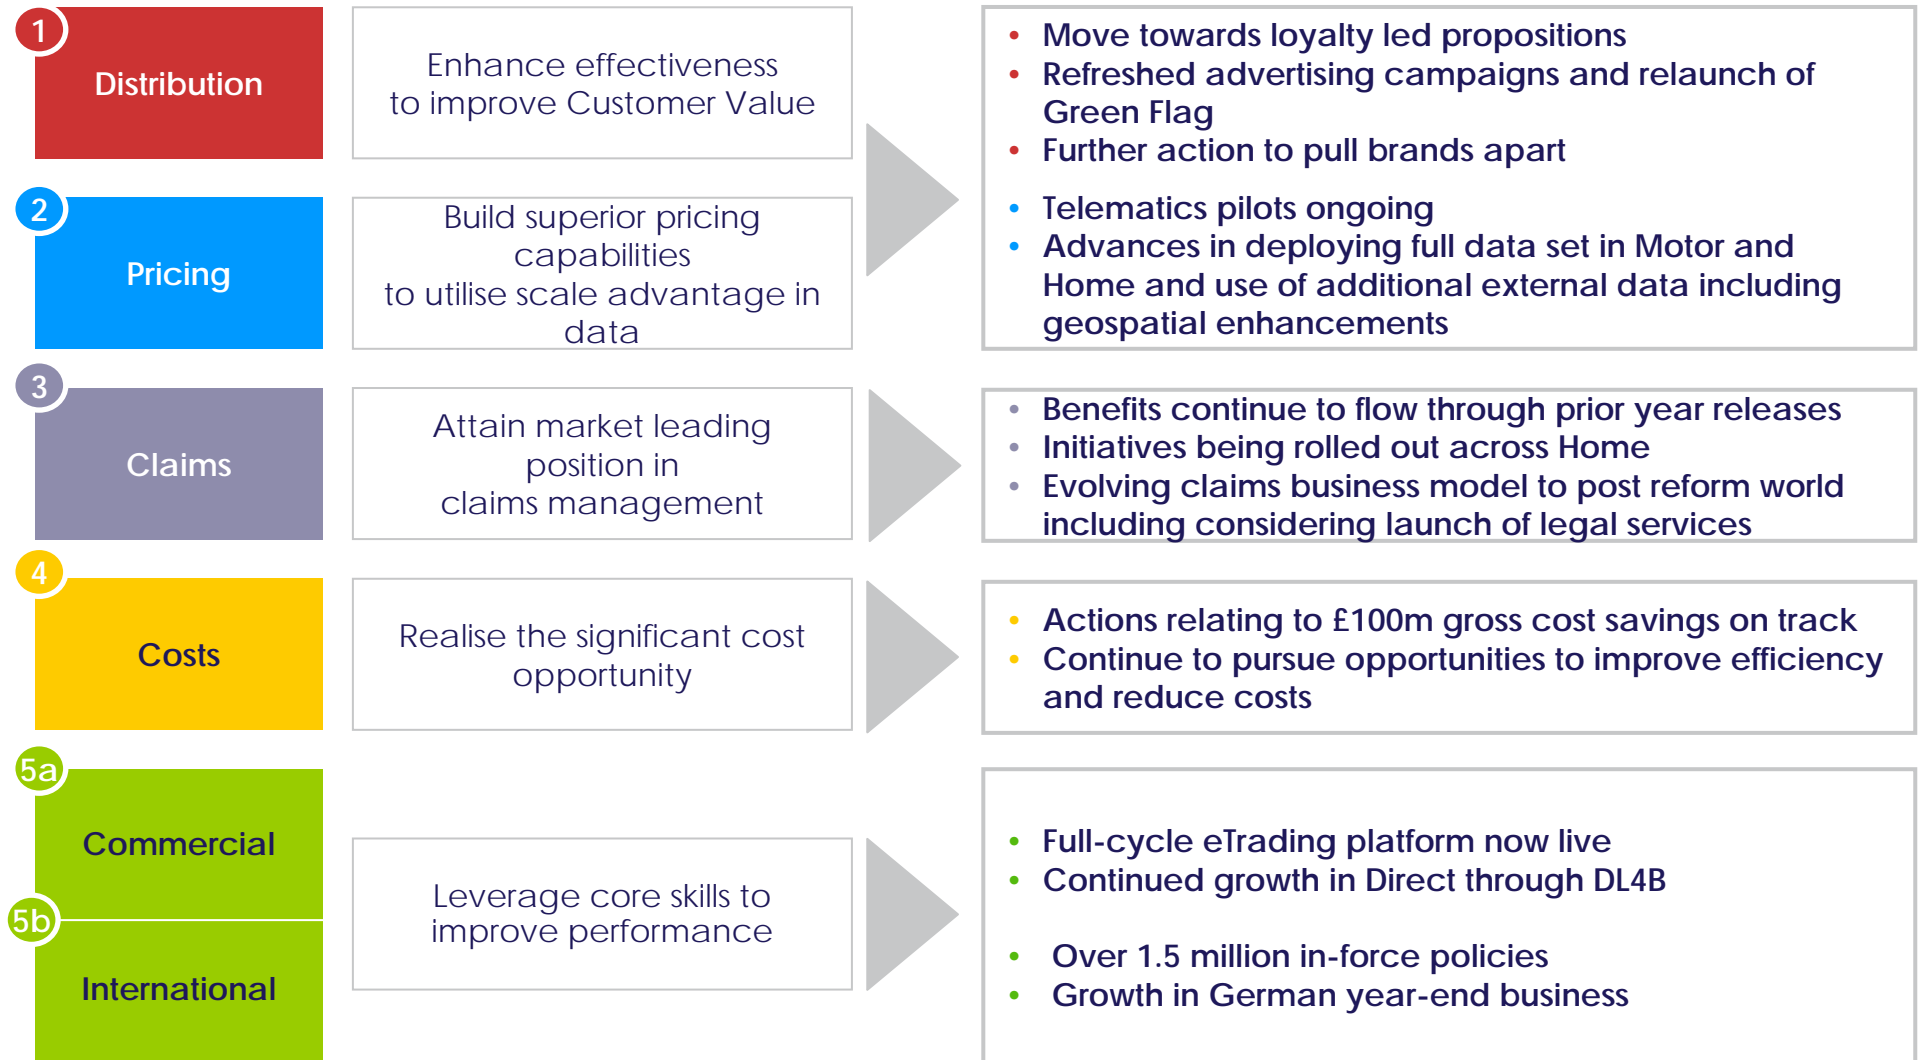 1
Distribution
Enhance effectiveness
to improve Customer Value
• Move towards loyalty led propositions
• Refreshed advertising campaigns and relaunch of
Green Flag
• Further action to pull brands apart
2
Pricing
Build superior pricing
capabilities
to utilise scale advantage in
data
• Telematics pilots ongoing
• Advances in deploying full data set in Motor and
Home and use of additional external data including
geospatial enhancements
3
Claims
Attain market leading
position in
claims management
• Benefits continue to flow through prior year releases
• Initiatives being rolled out across Home
• Evolving claims business model to post reform world
including considering launch of legal services
4
Costs
Realise the significant cost
opportunity
• Actions relating to £100m gross cost savings on track
• Continue to pursue opportunities to improve efficiency
and reduce costs
5a
Commercial
5b
International
Leverage core skills to
improve performance
• Full-cycle eTrading platform now live
• Continued growth in Direct through DL4B
• Over 1.5 million in-force policies
• Growth in German year-end business